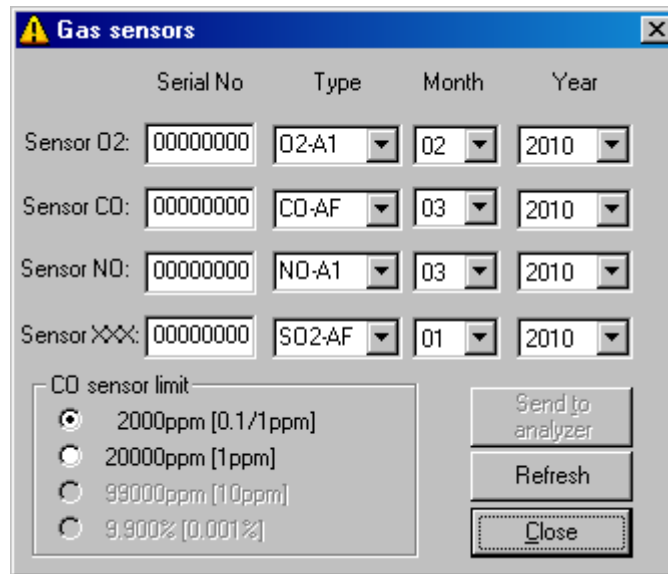 Gas sensors
Serial No Type Month Year
Sensor O2: 00000000 O2-A1 02 2010
Sensor CO: 00000000 CO-AF 03 2010
Sensor NO: 00000000 NO-A1 03 2010
Sensor XXX: 00000000 SO2-AF 01 2010
CO sensor limit
2000ppm [0.1/1ppm]
20000ppm [1ppm]
99000ppm [10ppm]
9.900% [0.001%]
Send to
analyzer
Refresh
Close